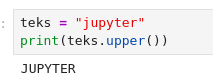 :
teks = "jupyter"
print(teks.upper())
JUPYTER